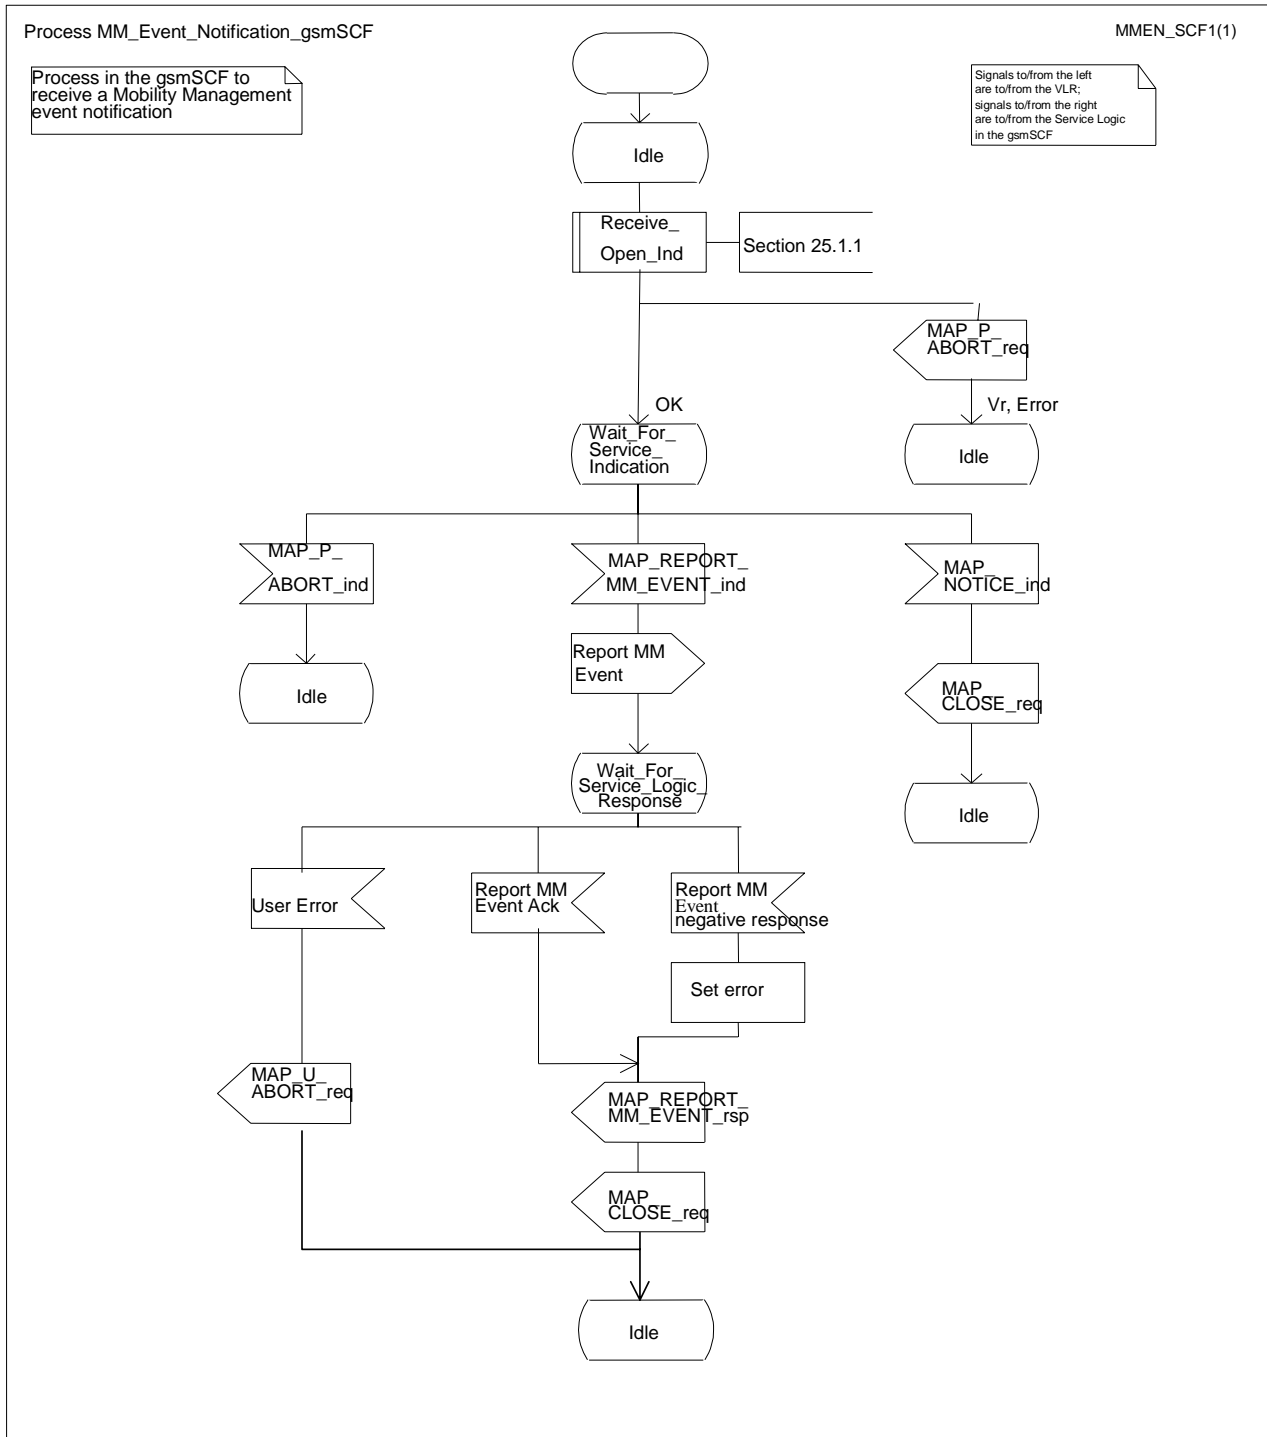 Process MM_Event_Notification_gsmSCF
MMEN_SCF1(1)
Process in the gsmSCF to
receive a Mobility Management
event notification
Signals to/from the left
are to/from the VLR;
signals to/from the right
are to/from the Service Logic
in the gsmSCF
Idle
Receive_
Open_Ind
Section 25.1.1
MAP_P_
ABORT_req
OK
Vr, Error
Wait_For_
Service_
Indication
Idle
MAP_P_
ABORT_ind
MAP_REPORT_
MM_EVENT_ind
MAP_
NOTICE_ind
Report MM
Event
Idle
MAP_
CLOSE_req
Wait_For_
Service_Logic_
Response
Idle
User Error
Report MM
Event Ack
Report MM
Event
negative response
Set error
MAP_U_
ABORT_req
MAP_REPORT_
MM_EVENT_rsp
MAP_
CLOSE_req
Idle